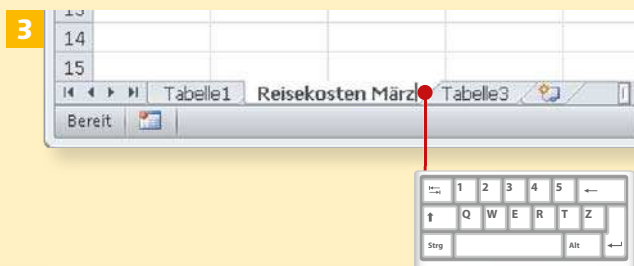 3
13
14
15
Tabelle1 Reisekosten März Tabelle3
Bereit
1 2 3 4 5
Q W E R T Z
Strg Alt